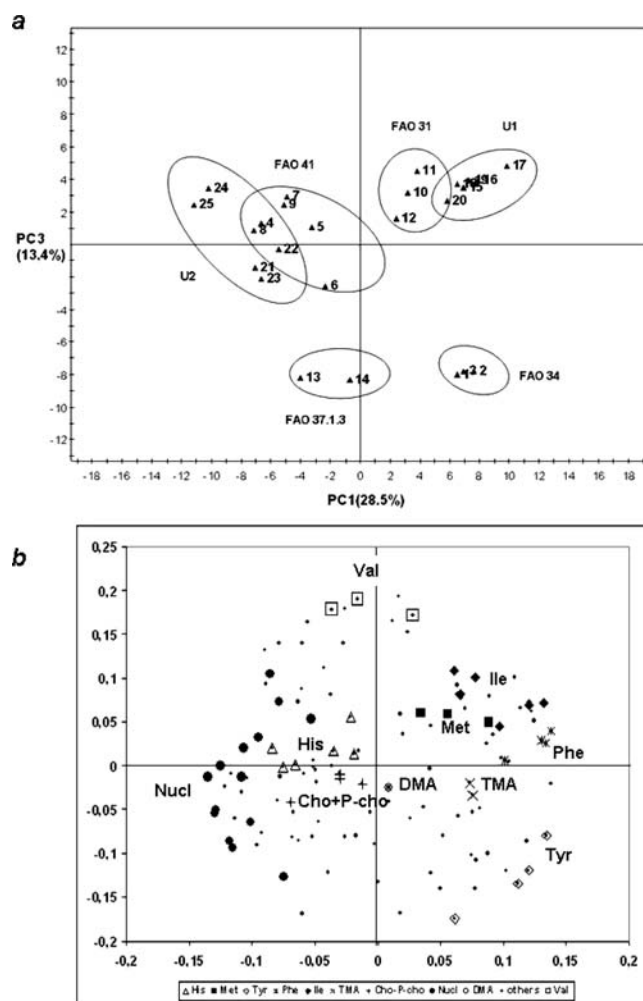 a
12
10
8
6
4
2
PC3
(13.4%)
-2
-4
-6
-8
-10
-12
-18 -16 -14 -12 -10 -8 -6 -4 -2 0 2 4 6 8 10 12 14 16 18
PC1(28.5%)
FAO 31
U1
FAO 41
24
25
7
9
4
8
5
22
21
23
6
U2
11
10
12
17
16
19
15
20
13
14
FAO 37.1.3
1
2
FAO 34
b
0,25
0,2
0,15
0,1
0,05
0
-0,05
-0,1
-0,15
-0,2
0,2 -0,15 -0,1 -0,05 0 0,05 0,1 0,15 0,2
Val
Ile
Met
Phe
His
Nucl
Cho+P-cho
DMA
TMA
Tyr
His Met Tyr Phe Ile TMA Cho-P-cho Nucl DMA others Val